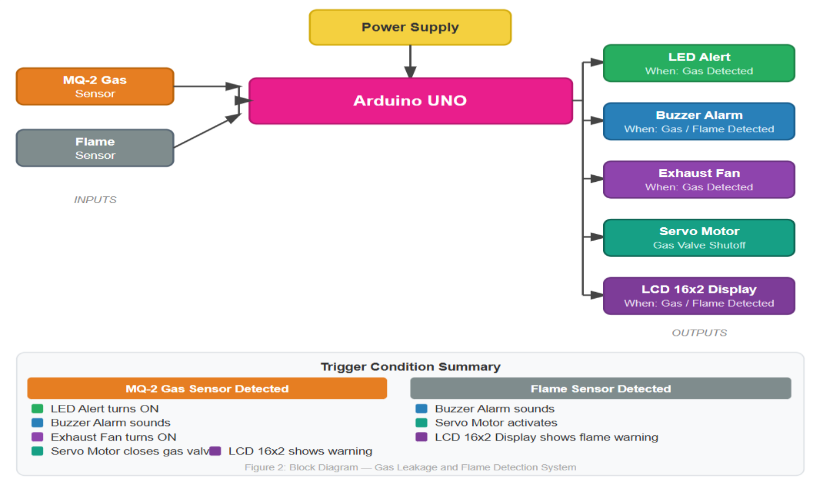 Power Supply
MQ-2 Gas
Sensor
Flame
Sensor
INPUTS
Arduino UNO
LED Alert
When: Gas Detected
Buzzer Alarm
When: Gas / Flame Detected
Exhaust Fan
When: Gas Detected
Servo Motor
Gas Valve Shutoff
LCD 16x2 Display
When: Gas / Flame Detected
OUTPUTS
Trigger Condition Summary
MQ-2 Gas Sensor Detected
LED Alert turns ON
Buzzer Alarm sounds
Exhaust Fan turns ON
Servo Motor closes gas valv
LCD 16x2 shows warning
Flame Sensor Detected
Buzzer Alarm sounds
Servo Motor activates
LCD 16x2 Display shows flame warning
Figure 2: Block Diagram — Gas Leakage and Flame Detection System